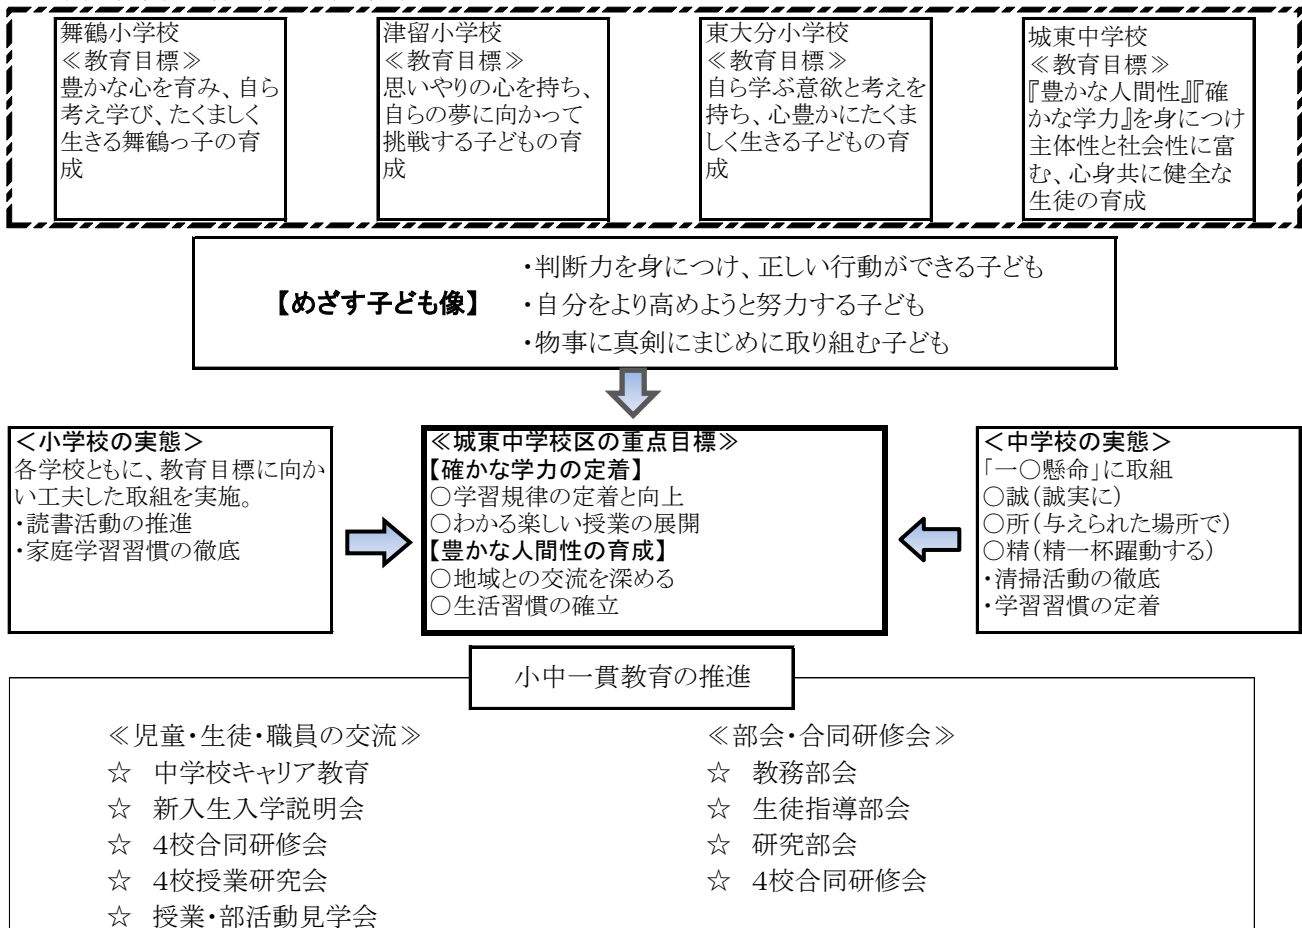 舞鶴小学校
≪教育目標≫
豊かな心を育み、自ら
考え学び、たくましく
生きる舞鶴っ子の育
成
津留小学校
≪教育目標≫
思いやりの心を持ち、
自らの夢に向かって
挑戦する子どもの育
成
東大分小学校
≪教育目標≫
自ら学ぶ意欲と考えを
持ち、心豊かにたくま
しく生きる子どもの育
成
城東中学校
≪教育目標≫
『豊かな人間性』『確
かな学力』を身につけ
主体性と社会性に富
む、心身共に健全な
生徒の育成
【めざす子ども像】
・判断力を身につけ、正しい行動ができる子ども
・自分をより高めようと努力する子ども
・物事に真剣にまじめに取り組む子ども
＜小学校の実態＞
各学校ともに、教育目標に向か
い工夫した取組を実施。
・読書活動の推進
・家庭学習習慣の徹底
≪城東中学校区の重点目標≫
【確かな学力の定着】
○学習規律の定着と向上
○わかる楽しい授業の展開
【豊かな人間性の育成】
○地域との交流を深める
○生活習慣の確立
＜中学校の実態＞
「一○懸命」に取組
○誠(誠実に)
○所(与えられた場所で)
○精(精一杯躍動する)
・清掃活動の徹底
・学習習慣の定着
小中一貫教育の推進
≪児童・生徒・職員の交流≫
☆ 中学校キャリア教育
☆ 新入生入学説明会
☆ 4校合同研修会
☆ 4校授業研究会
☆ 授業・部活動見学会
≪部会・合同研修会≫
☆ 教務部会
☆ 生徒指導部会
☆ 研究部会
☆ 4校合同研修会